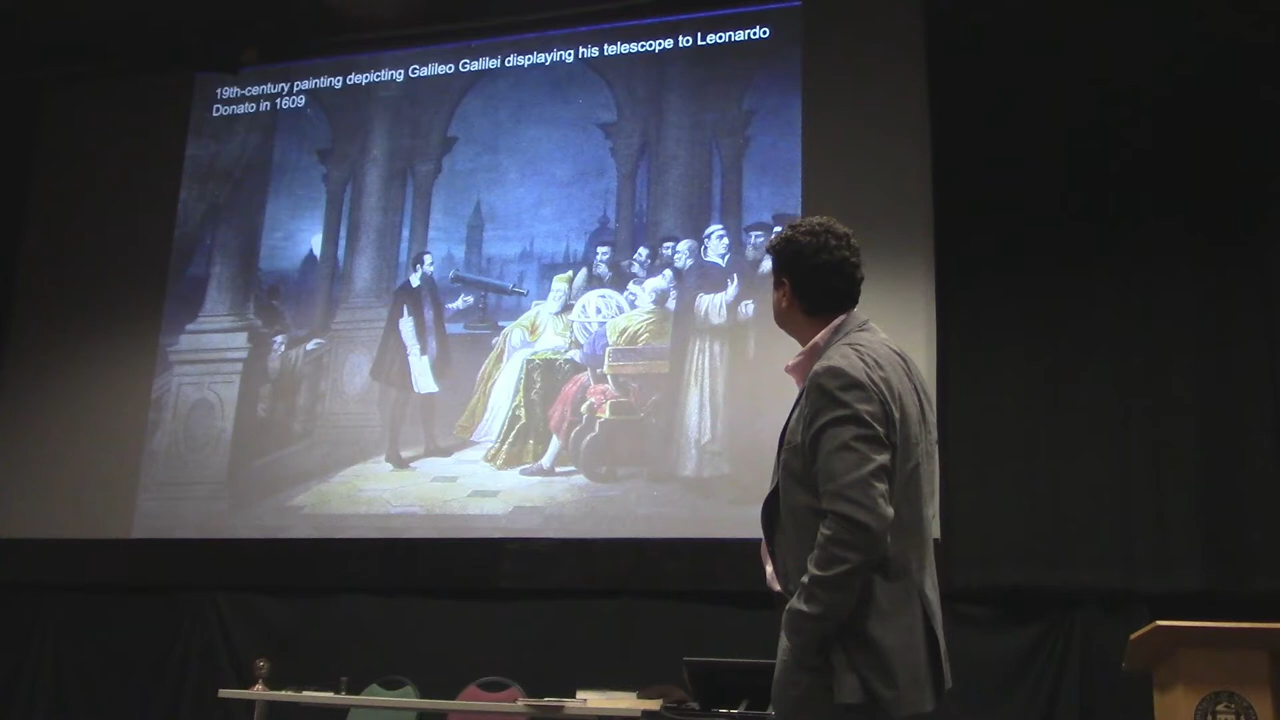 19th-century painting depicting Galileo Galilei displaying his telescope to Leonardo
Donato in 1609